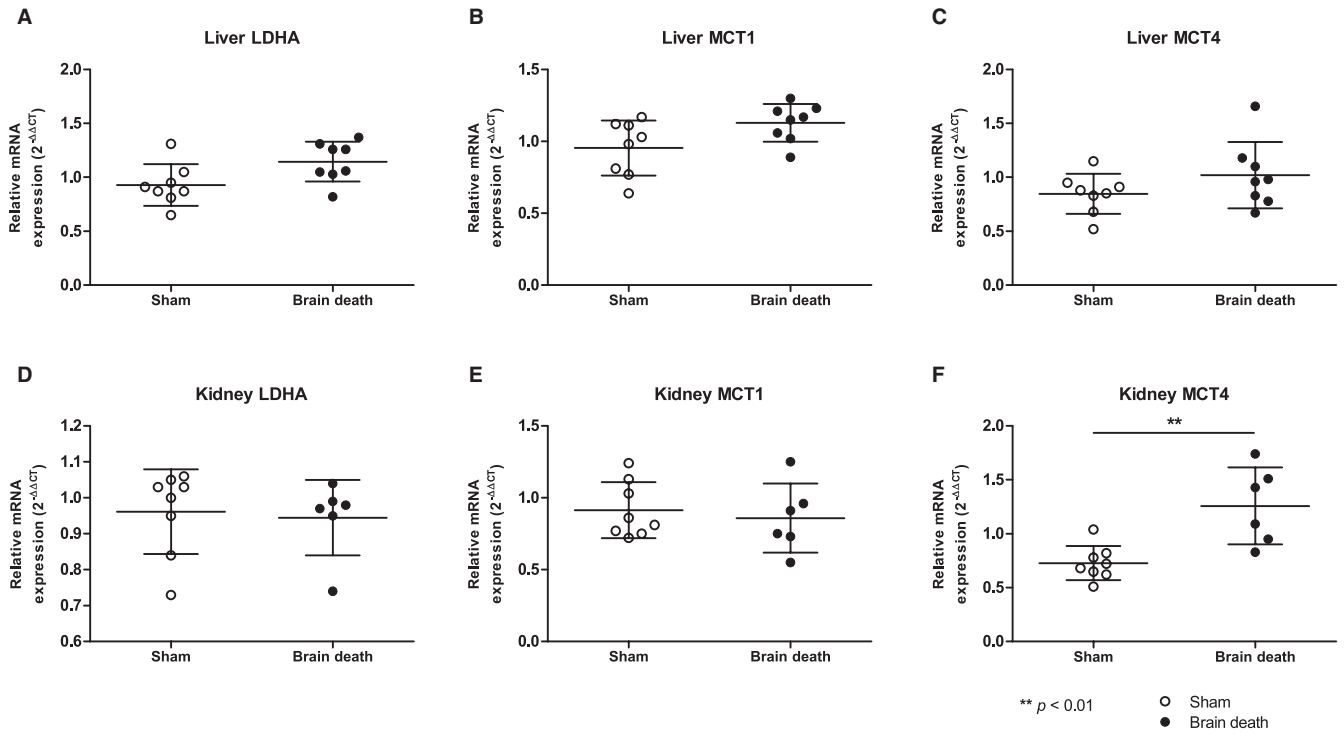 A
Liver LDHA
Relative mRNA
expression (2-ΔΔCT)
2.0
1.5
1.0
0.5
0.0
Sham
Brain death
B
Liver MCT1
Relative mRNA
expression (2-ΔΔCT)
1.5
1.0
0.5
0.0
Sham
Brain death
C
Liver MCT4
Relative mRNA
expression (2-ΔΔCT)
2.0
1.5
1.0
0.5
0.0
Sham
Brain death
D
Kidney LDHA
Relative mRNA
expression (2-ΔΔCT)
1.2
1.1
1.0
0.9
0.8
0.7
0.6
Sham
Brain death
E
Kidney MCT1
Relative mRNA
expression (2-ΔΔCT)
1.5
1.0
0.5
0.0
Sham
Brain death
F
Kidney MCT4
Relative mRNA
expression (2-ΔΔCT)
2.0
1.5
1.0
0.5
0.0
**
Sham
Brain death
** p < 0.01
Sham
Brain death